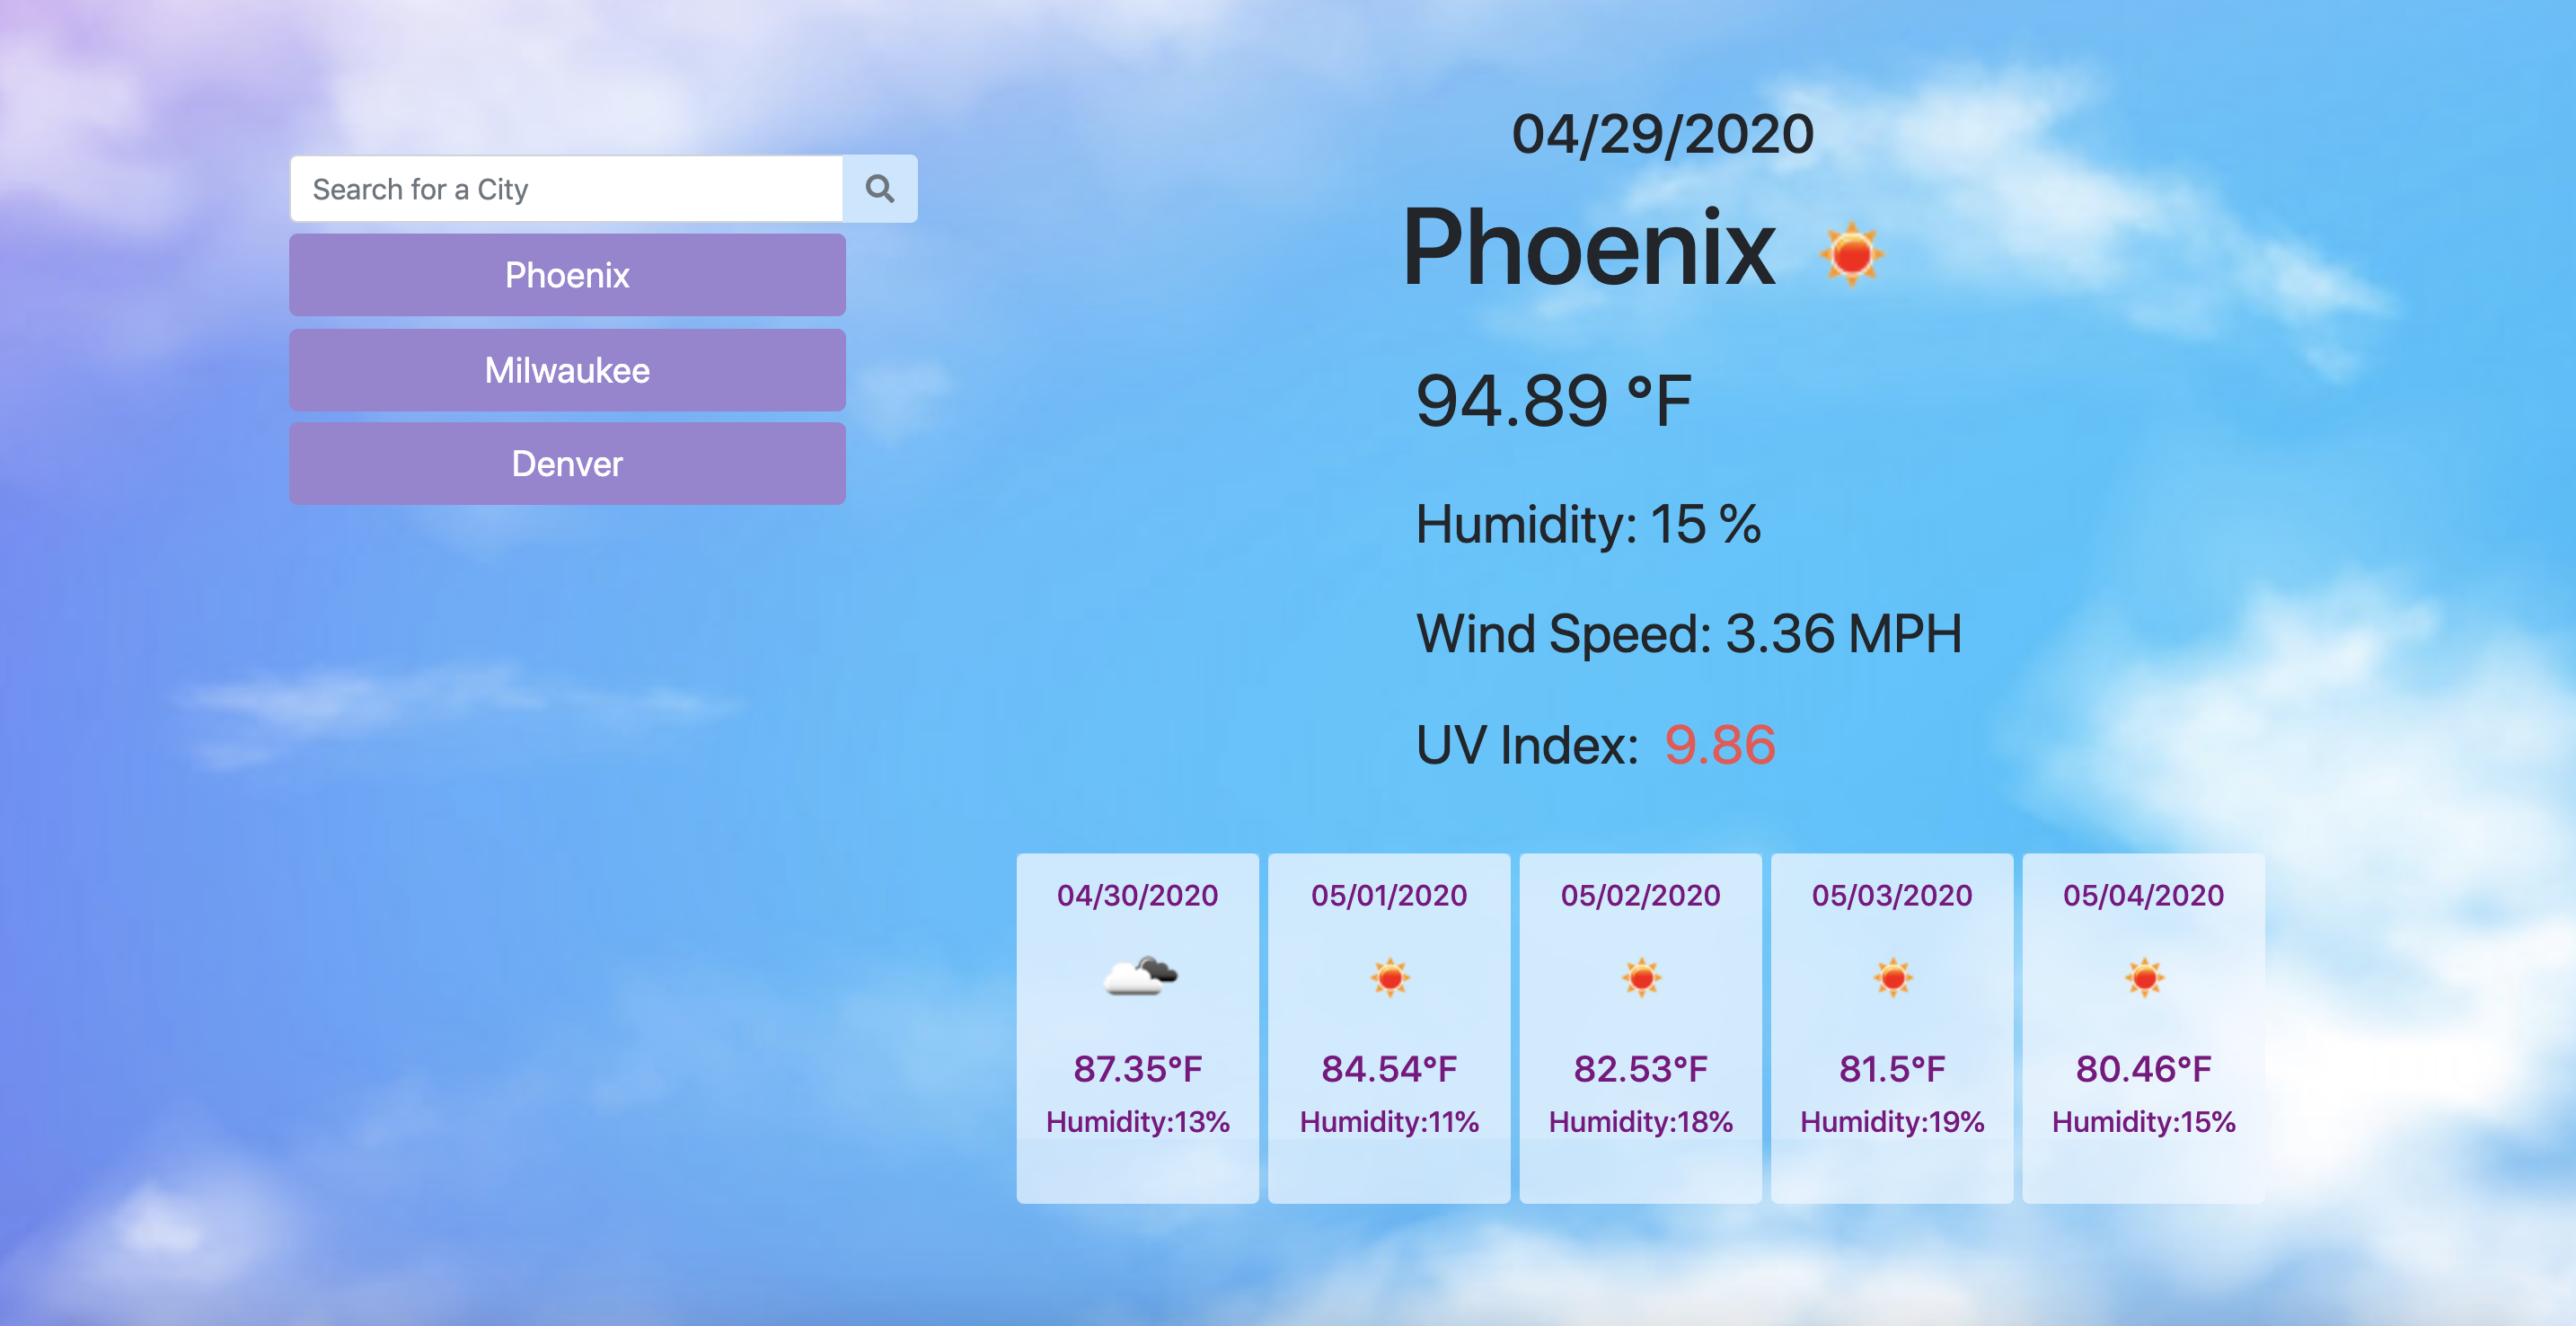 Search for a City
Phoenix
Milwaukee
Denver
04/29/2020
Phoenix
94.89 °F
Humidity: 15 %
Wind Speed: 3.36 MPH
UV Index: 9.86
04/30/2020
87.35°F
Humidity:13%
05/01/2020
84.54°F
Humidity:11%
05/02/2020
82.53°F
Humidity:18%
05/03/2020
81.5°F
Humidity:19%
05/04/2020
80.46°F
Humidity:15%